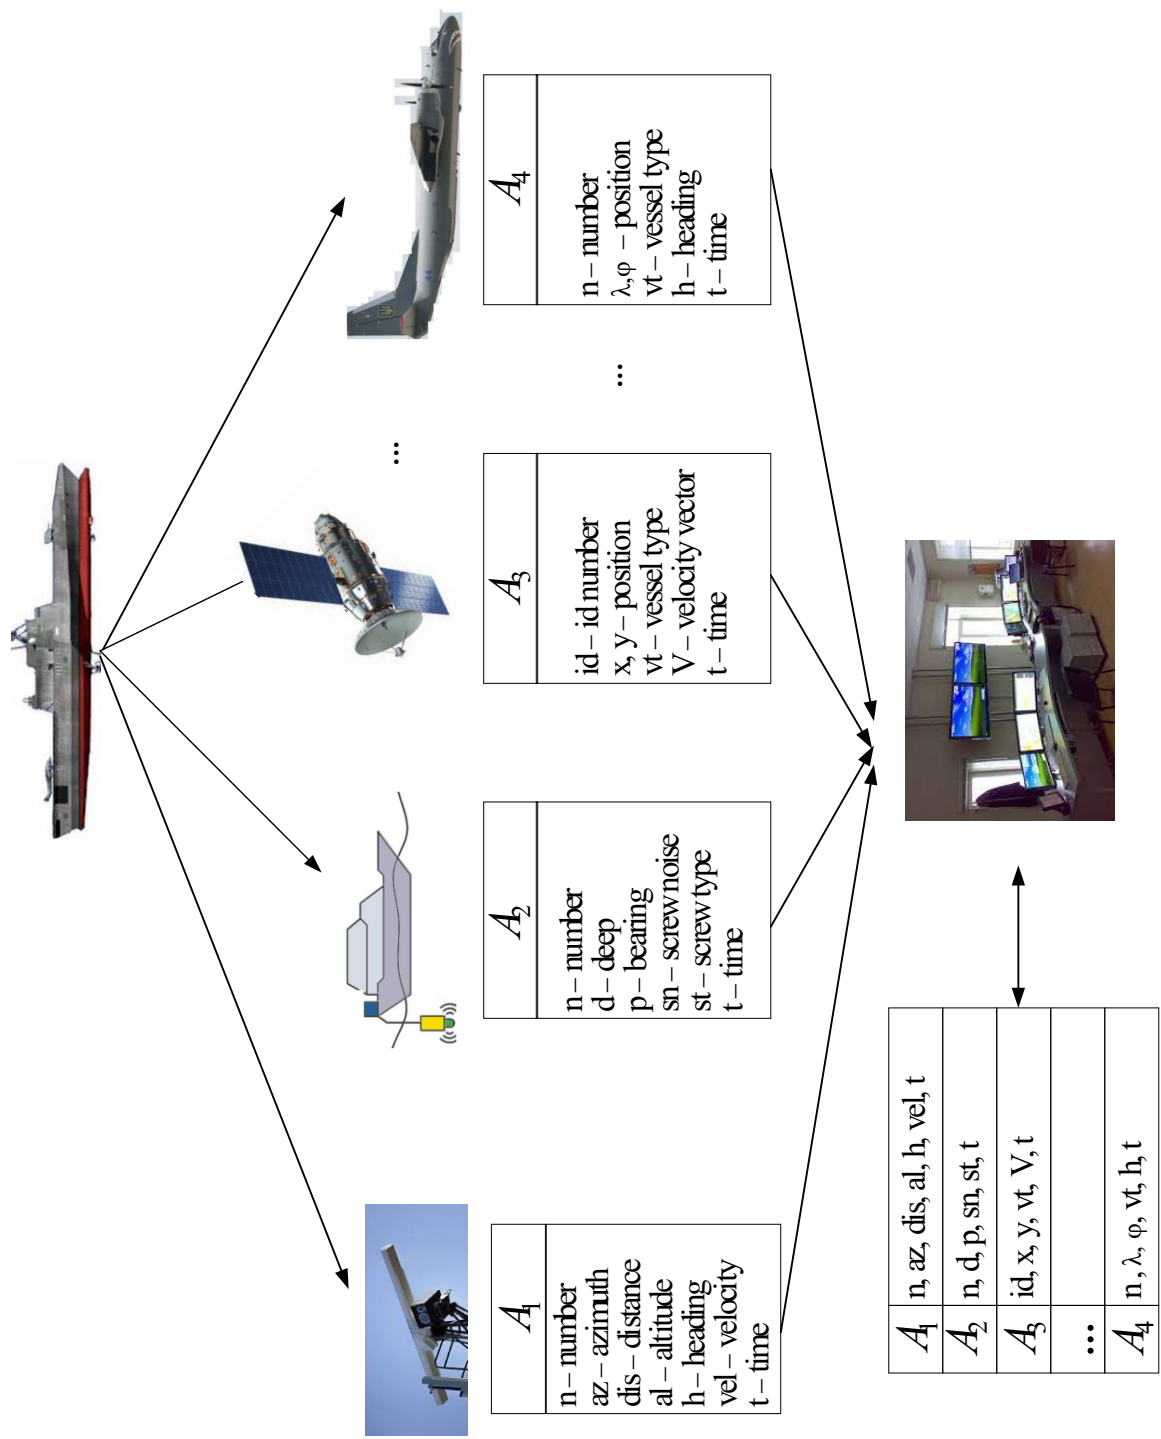 ...
A₁
n – number
az – azimuth
dis – distance
al – altitude
h – heading
vel – velocity
t – time
A₂
n – number
d – deep
p – bearing
sn – screw noise
st – screw type
t – time
A₃
id – id number
x, y – position
vt – vessel type
V – velocity vector
t – time
...
A₄
n – number
λ,φ – position
vt – vessel type
h – heading
t – time
A₁ n, az, dis, al, h, vel, t
A₂ n, d, p, sn, st, t
A₃ id, x, y, vt, V, t
...
A₄ n, λ, φ, vt, h, t